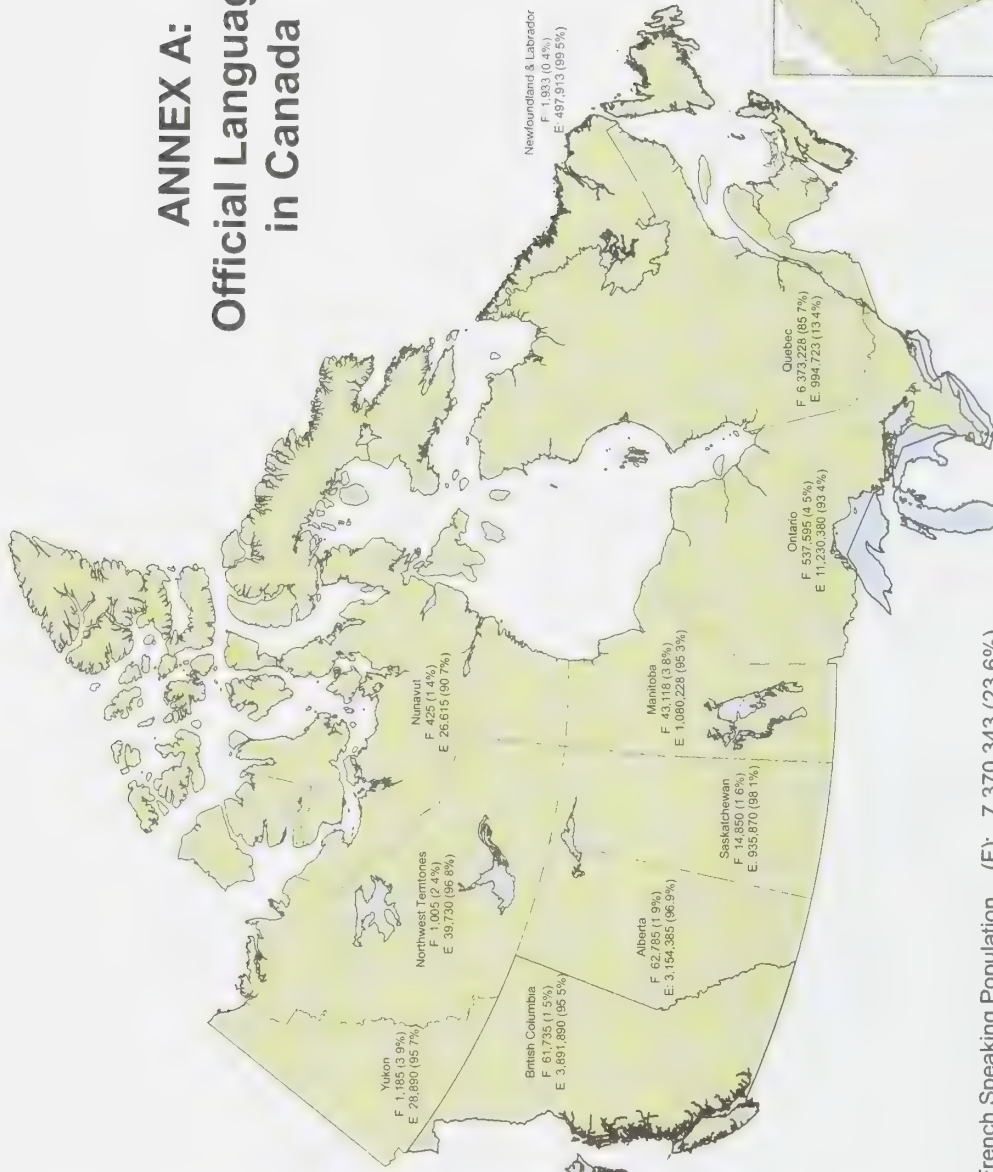 ANNEX A:
Official Languag
in Canada
Newfoundland & Labrador
F 1,933 (0 4%)
E: 497,913 (99 5%)
Nunavut
F 425 (1 4%)
E 26,615 (90 7%)
Northwest Terntones
F 1,005 (2 4%)
E 39,730 (96 8%)
Yukon
F 1,185 (3 9%)
E 28,890 (95 7%)
British Columbia
F 61,735 (1 5%)
E 3,891,890 (95 5%)
Alberta
F 62,785 (1 9%)
E: 3,154,385 (96.9%)
Saskatchewan
F 14,850 (1 6%)
E. 935,870 (98 1%)
Manitoba
F 43,118 (3 8%)
E 1,080,228 (95 3%)
Ontario
F 537,595 (4 5%)
E 11,230,380 (93 4%)
Quebec
F 6 373,228 (85 7%)
E. 994,723 (13 4%)
French Speaking Population (F): 7,370,343 (23.6%)